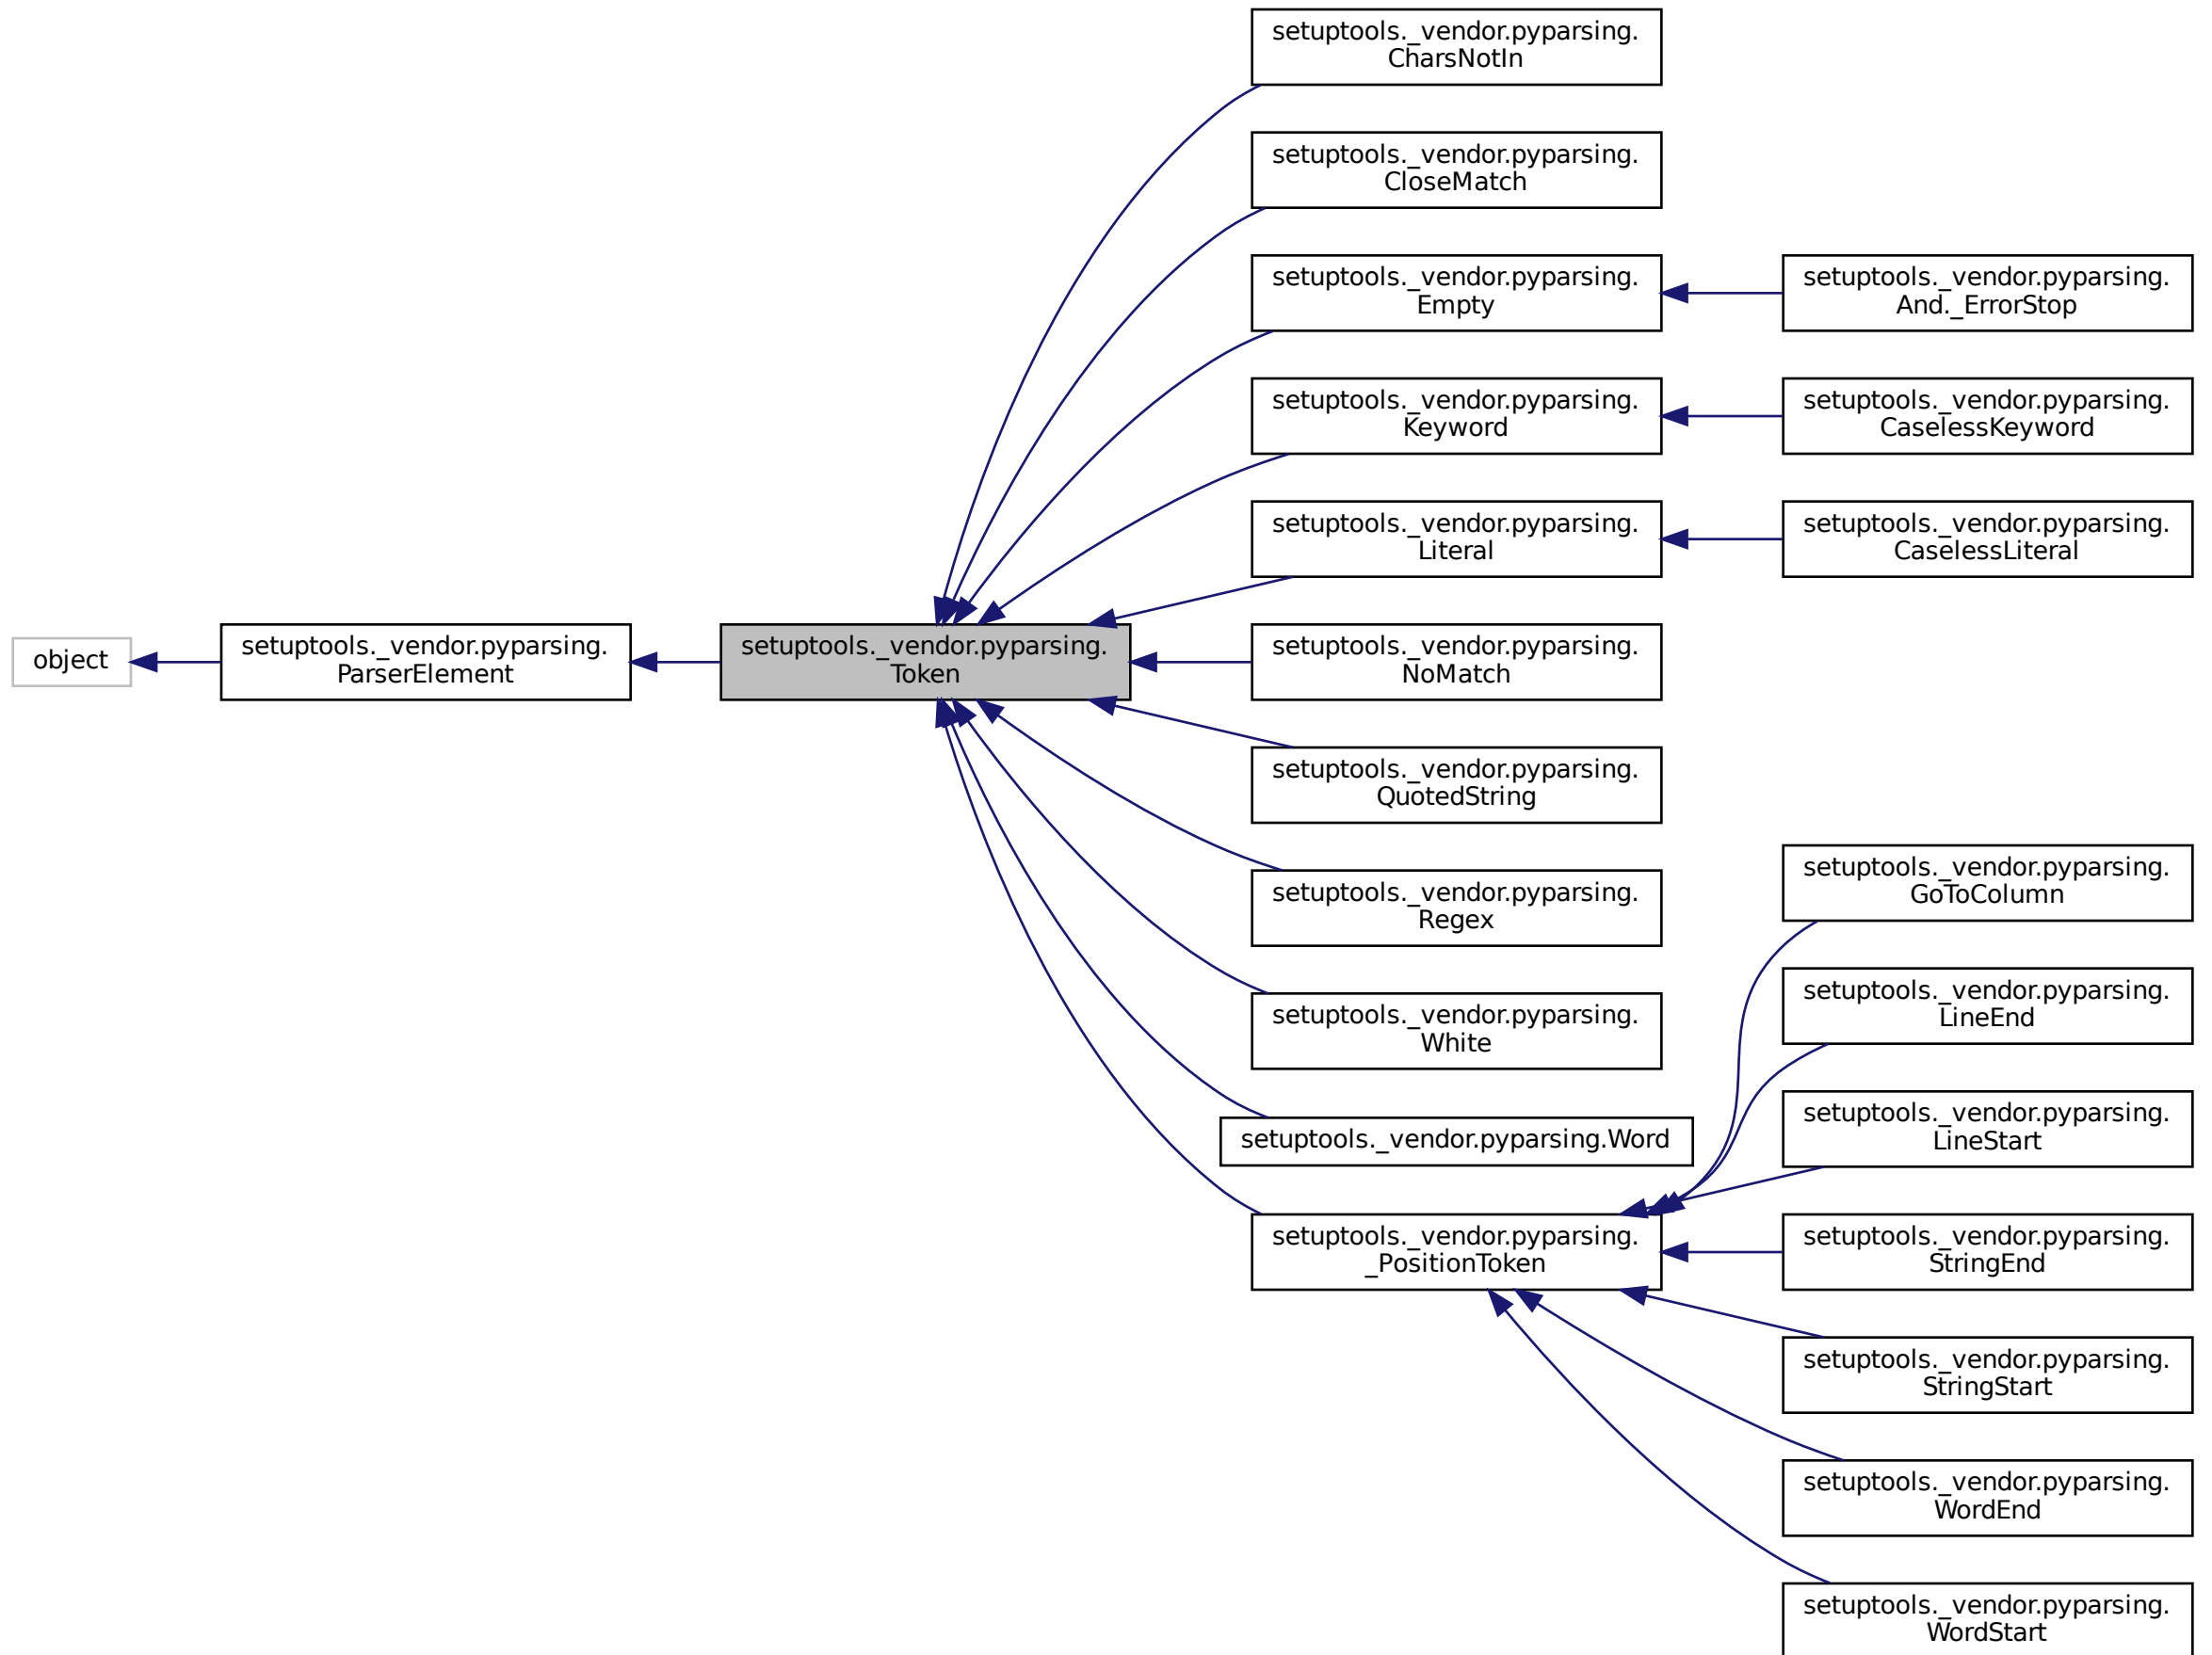 object
setuptools._vendor.pyparsing.
ParserElement
setuptools._vendor.pyparsing.
Token
setuptools._vendor.pyparsing.
CharsNotIn
setuptools._vendor.pyparsing.
CloseMatch
setuptools._vendor.pyparsing.
Empty
setuptools._vendor.pyparsing.
Keyword
setuptools._vendor.pyparsing.
Literal
setuptools._vendor.pyparsing.
NoMatch
setuptools._vendor.pyparsing.
QuotedString
setuptools._vendor.pyparsing.
Regex
setuptools._vendor.pyparsing.
White
setuptools._vendor.pyparsing.Word
setuptools._vendor.pyparsing.
_PositionToken
setuptools._vendor.pyparsing.
And._ErrorStop
setuptools._vendor.pyparsing.
CaselessKeyword
setuptools._vendor.pyparsing.
CaselessLiteral
setuptools._vendor.pyparsing.
GoToColumn
setuptools._vendor.pyparsing.
LineEnd
setuptools._vendor.pyparsing.
LineStart
setuptools._vendor.pyparsing.
StringEnd
setuptools._vendor.pyparsing.
StringStart
setuptools._vendor.pyparsing.
WordEnd
setuptools._vendor.pyparsing.
WordStart